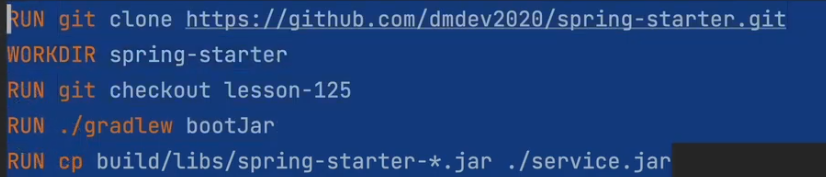 RUN git clone https://github.com/dmdev2020/spring-starter.git
WORKDIR spring-starter
RUN git checkout lesson-125
RUN ./gradlew bootJar
RUN cp build/libs/spring-starter-*.jar ./service.jar